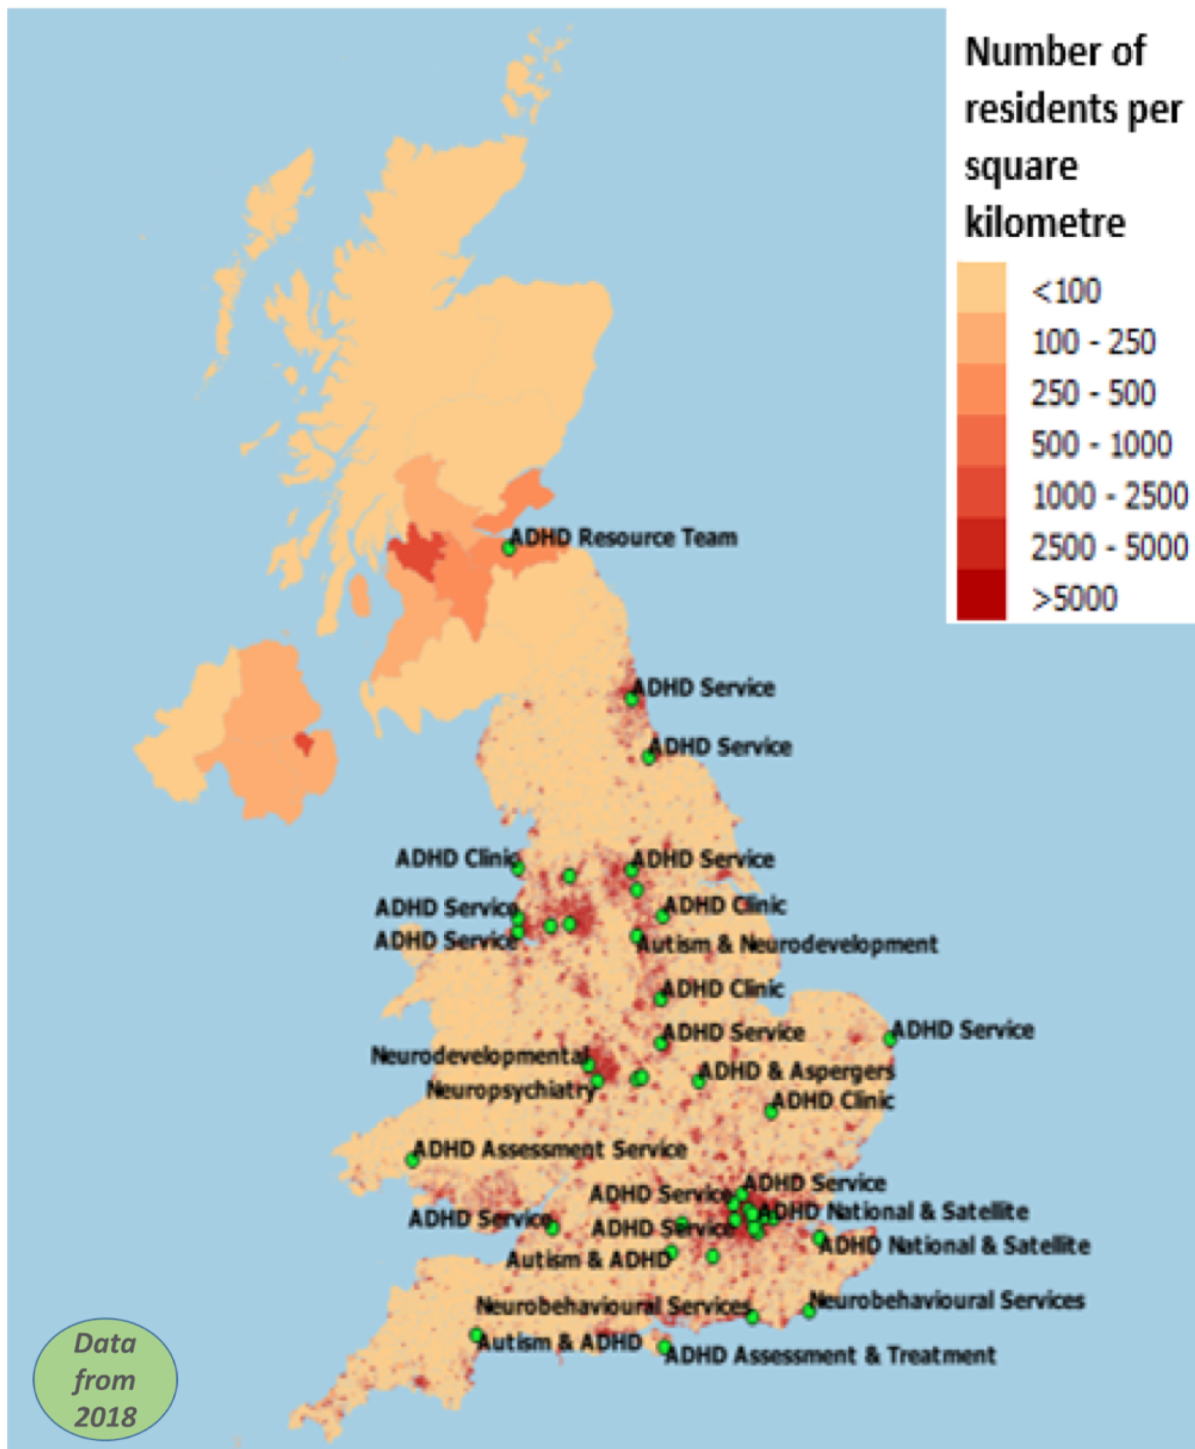 Number of
residents per
square
kilometre
<100
100 - 250
250 - 500
500 - 1000
1000 - 2500
2500 - 5000
>5000
ADHD Resource Team
ADHD Service
ADHD Service
ADHD Clinic
ADHD Service
ADHD Service
ADHD Clinic
ADHD Service
Autism & Neurodevelopment
ADHD Clinic
ADHD Service
ADHD Service
Neurodevelopmental
ADHD & Aspergers
Neuropsychiatry
ADHD Clinic
ADHD Assessment Service
ADHD Service
ADHD Service
ADHD National & Satellite
ADHD Service
ADHD Service
ADHD National & Satellite
Autism & ADHD
Neurobehavioural Services
Neurobehavioural Services
Autism & ADHD
ADHD Assessment & Treatment
Data
from
2018